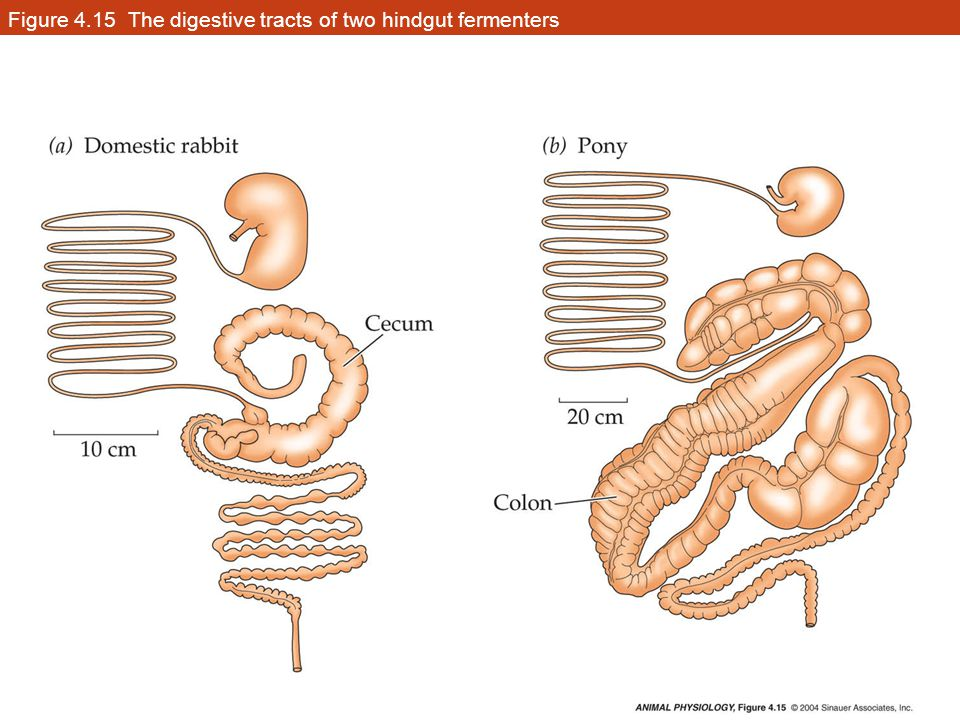 Figure 4.15  The digestive tracts of two hindgut fermenters
(a) Domestic rabbit
Cecum
10 cm
(b) Pony
20 cm
Colon
ANIMAL PHYSIOLOGY, Figure 4.15 © 2004 Sinauer Associates, Inc.